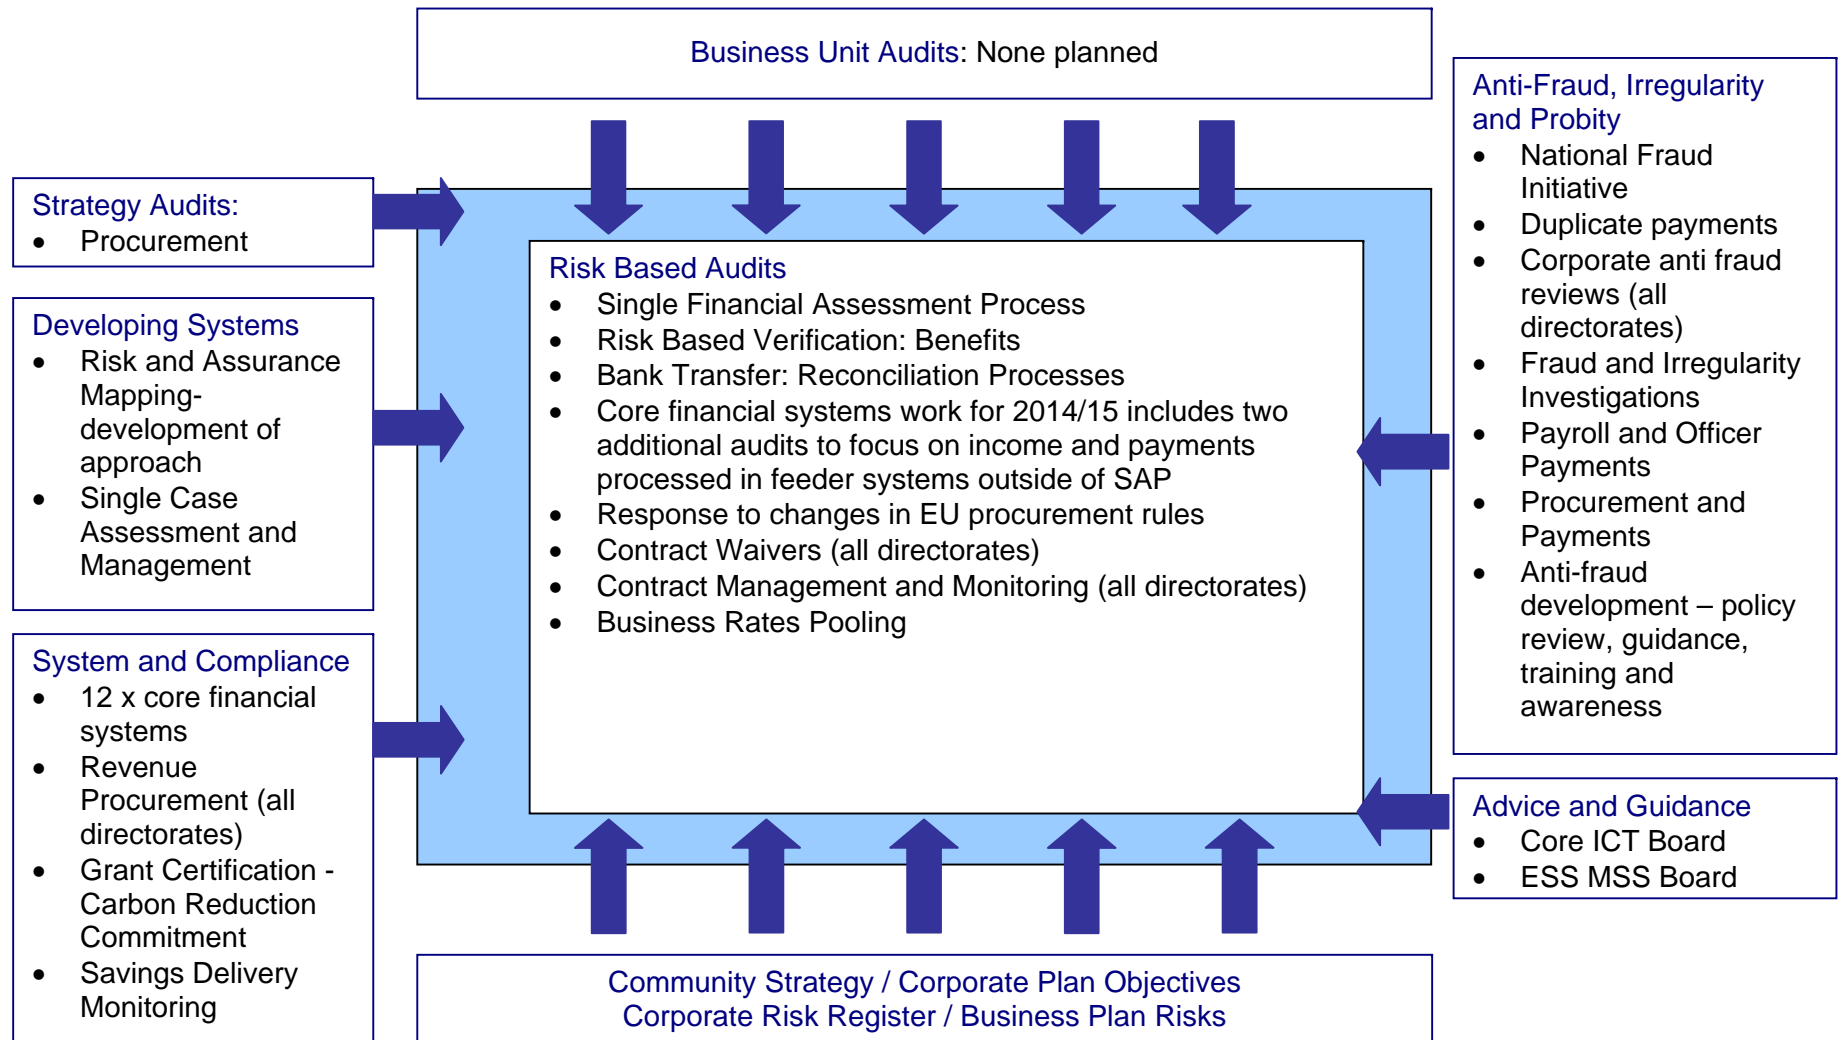 Business Unit Audits: None planned
Strategy Audits:
• Procurement
Developing Systems
• Risk and Assurance
Mapping-
development of
approach
• Single Case
Assessment and
Management
System and Compliance
• 12 x core financial
systems
• Revenue
Procurement (all
directorates)
• Grant Certification -
Carbon Reduction
Commitment
• Savings Delivery
Monitoring
Risk Based Audits
• Single Financial Assessment Process
• Risk Based Verification: Benefits
• Bank Transfer: Reconciliation Processes
• Core financial systems work for 2014/15 includes two
additional audits to focus on income and payments
processed in feeder systems outside of SAP
• Response to changes in EU procurement rules
• Contract Waivers (all directorates)
• Contract Management and Monitoring (all directorates)
• Business Rates Pooling
Anti-Fraud, Irregularity
and Probity
• National Fraud
Initiative
• Duplicate payments
• Corporate anti fraud
reviews (all
directorates)
• Fraud and Irregularity
Investigations
• Payroll and Officer
Payments
• Procurement and
Payments
• Anti-fraud
development – policy
review, guidance,
training and
awareness
Advice and Guidance
• Core ICT Board
• ESS MSS Board
Community Strategy / Corporate Plan Objectives
Corporate Risk Register / Business Plan Risks